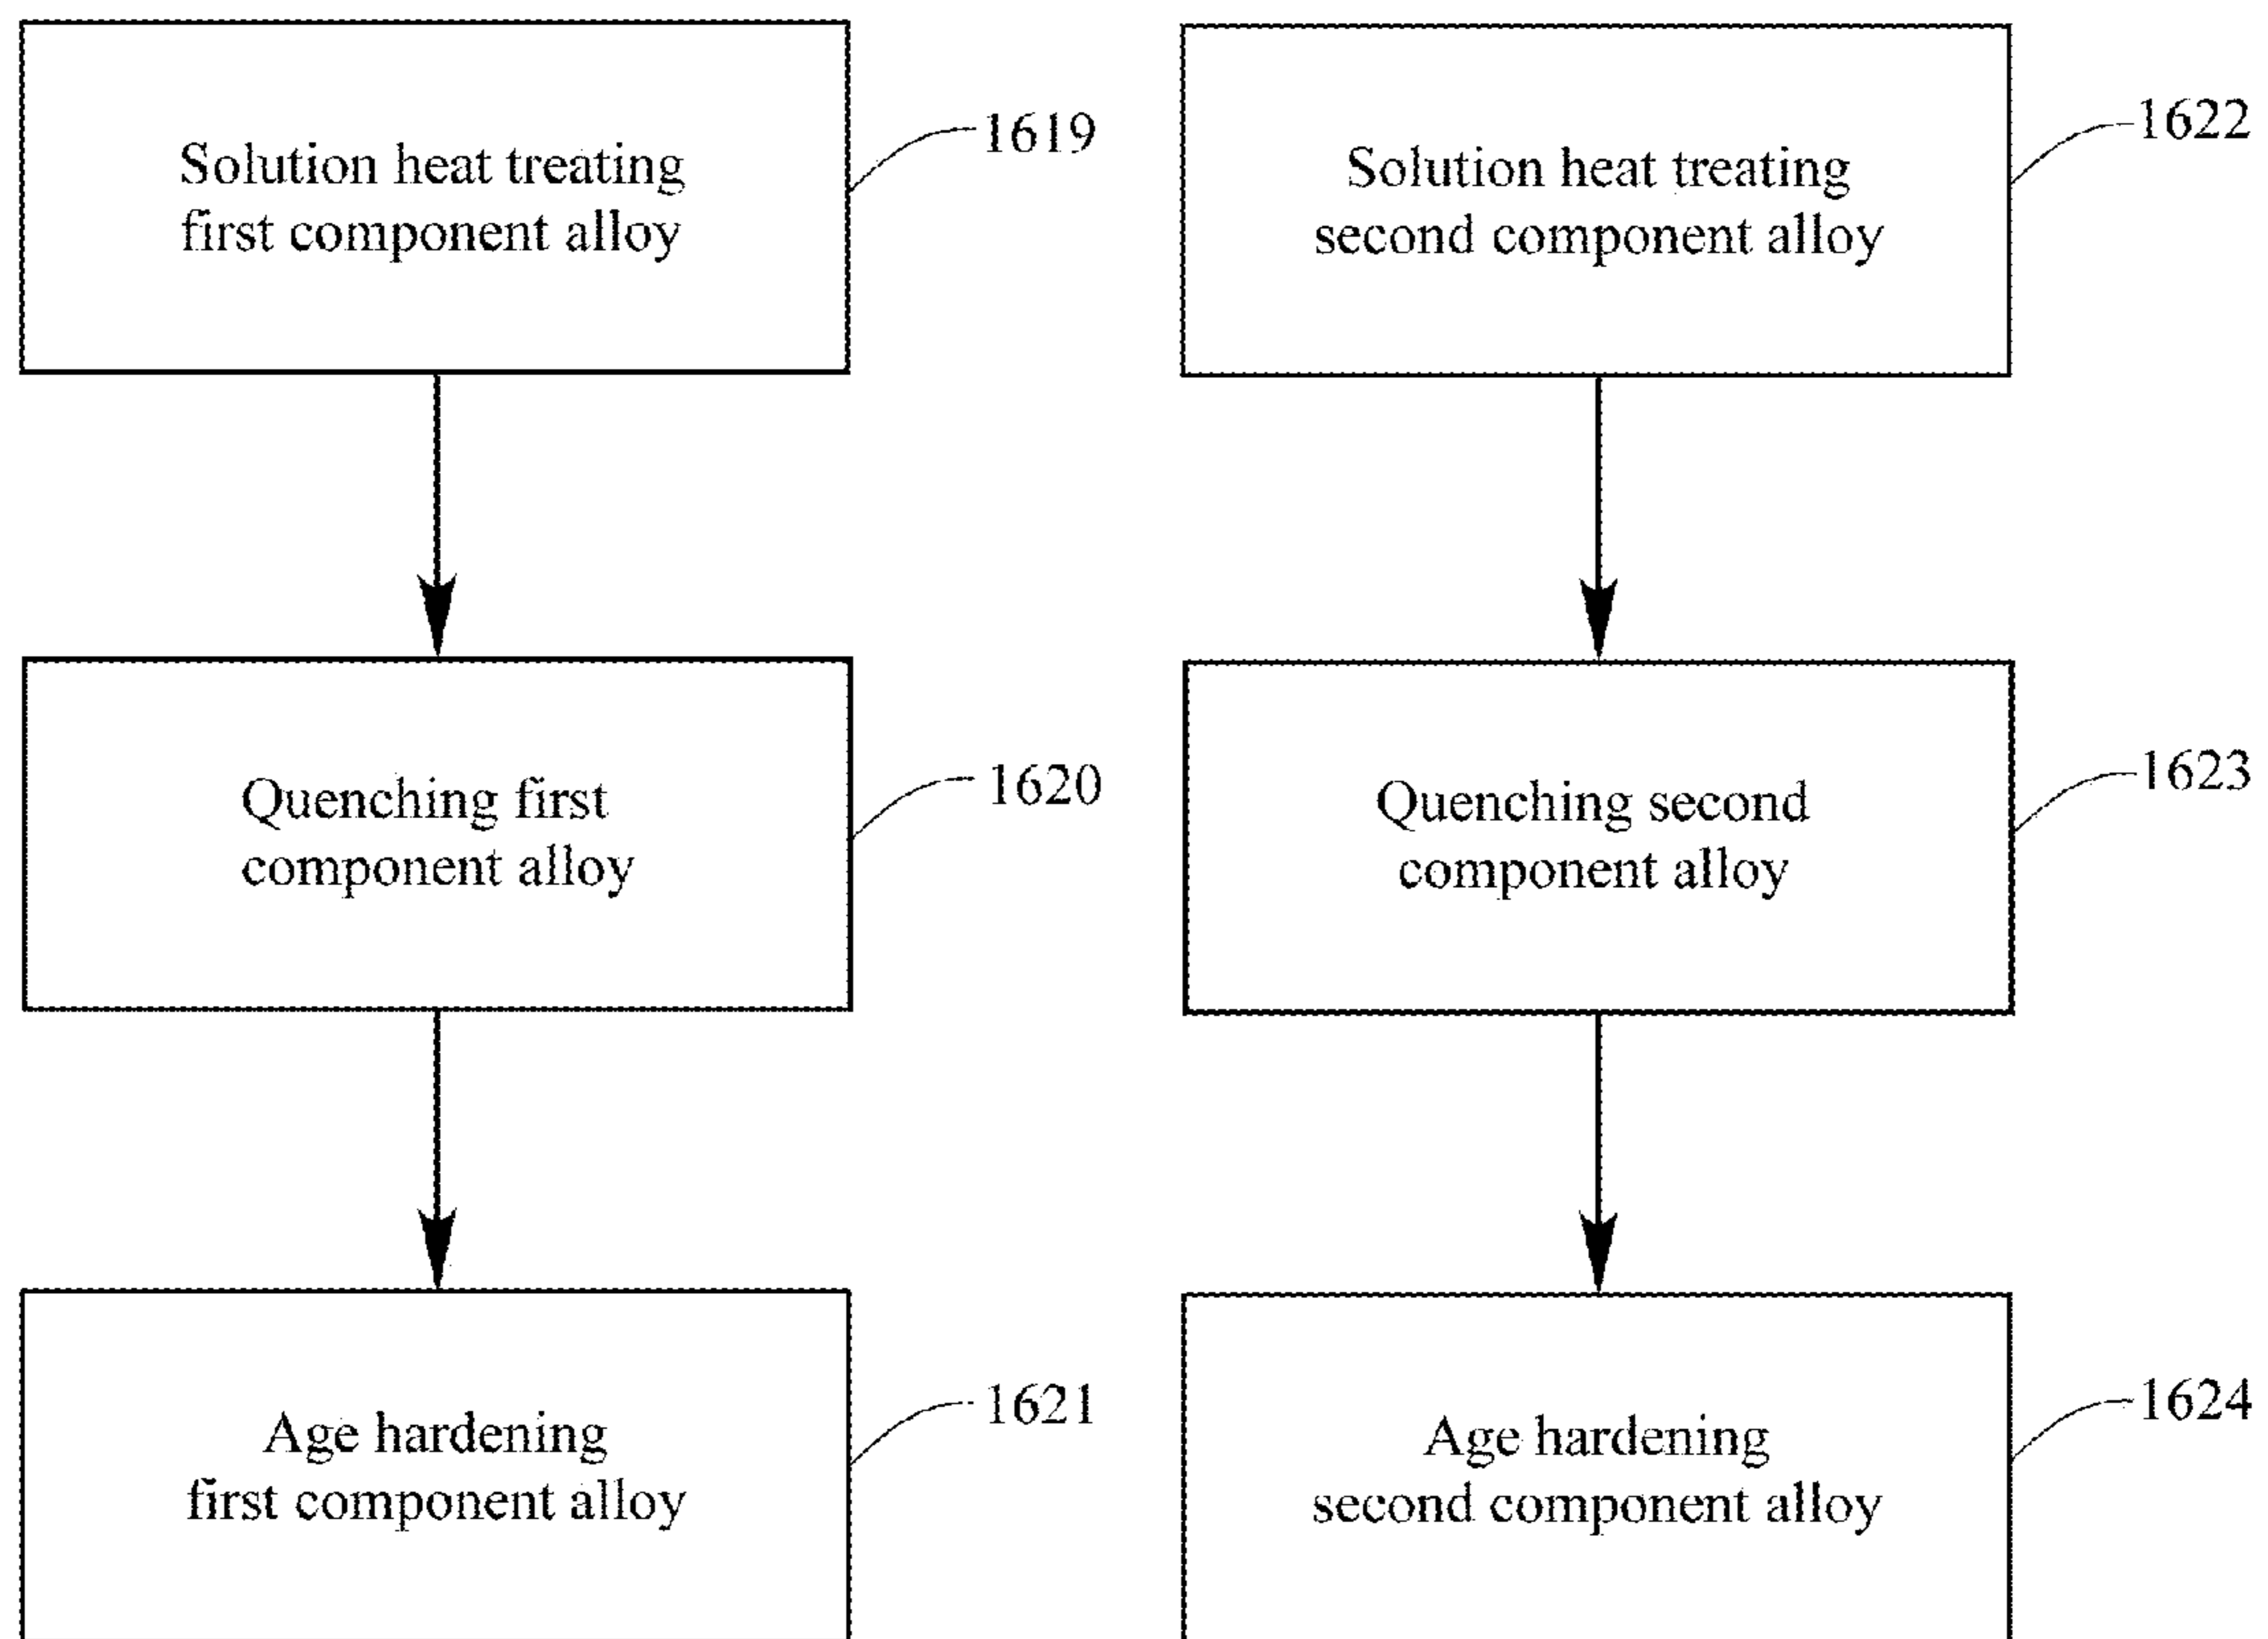 Solution heat treating
first component alloy
1619
Solution heat treating
second component alloy
1622
Quenching first
component alloy
1620
Quenching second
component alloy
1623
Age hardening
first component alloy
1621
Age hardening
second component alloy
1624